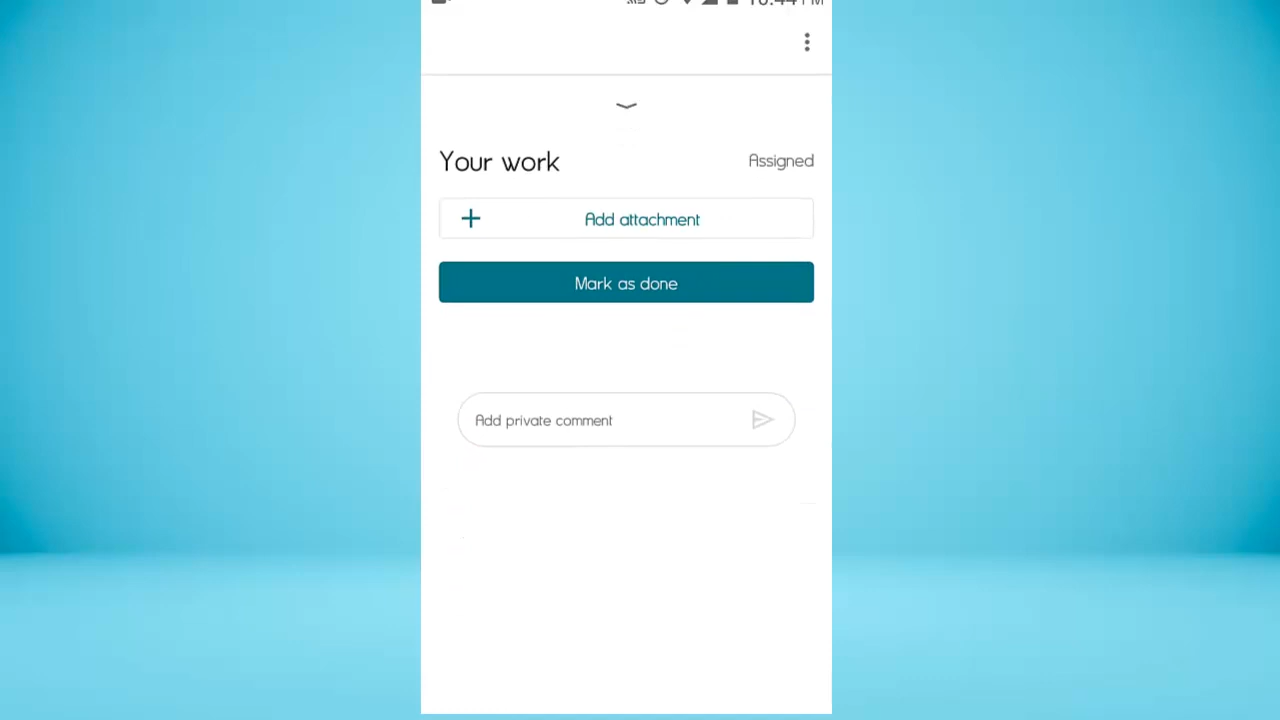 Your work
Assigned
Add attachment
Mark as done
Add private comment